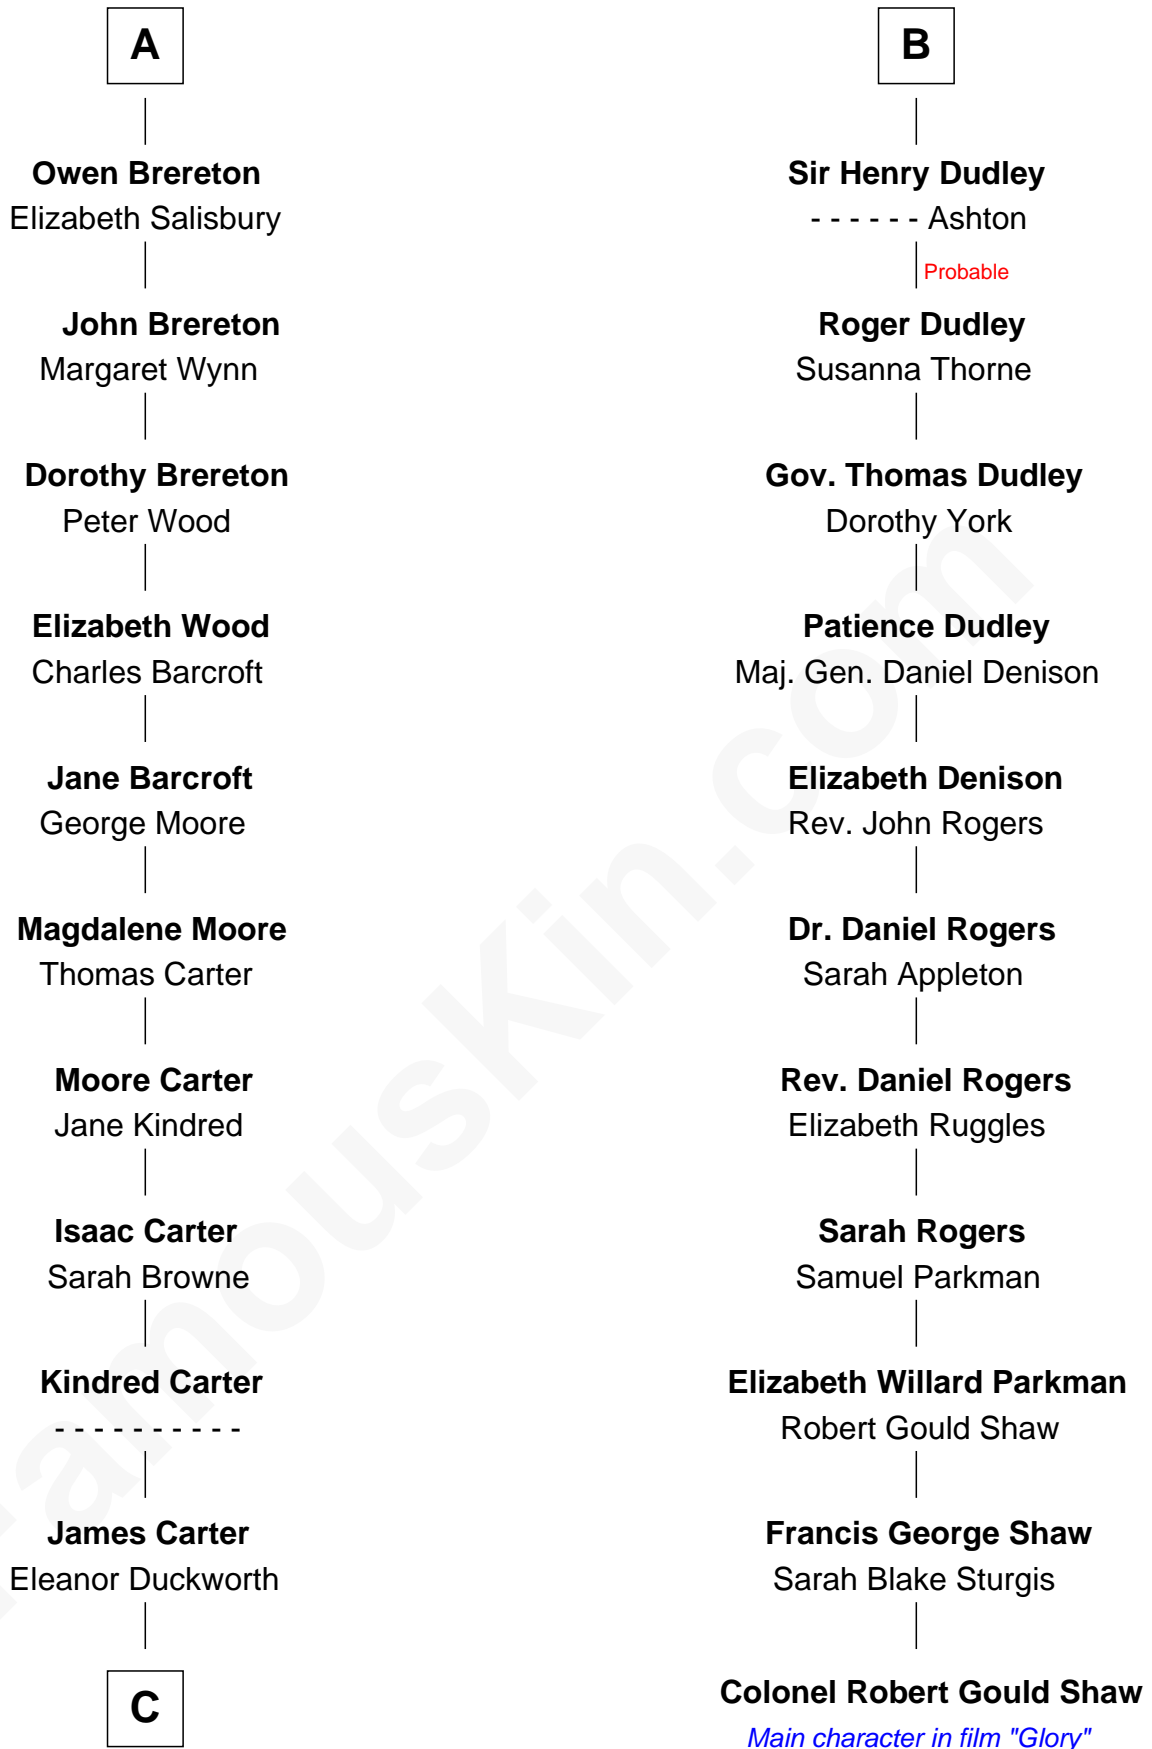 A
Owen Brereton
Elizabeth Salisbury
John Brereton
Margaret Wynn
Dorothy Brereton
Peter Wood
Elizabeth Wood
Charles Barcroft
Jane Barcroft
George Moore
Magdalene Moore
Thomas Carter
Moore Carter
Jane Kindred
Isaac Carter
Sarah Browne
Kindred Carter
- - - - - - - - - -
James Carter
Eleanor Duckworth
C
B
Sir Henry Dudley
- - - - - - Ashton
Probable
Roger Dudley
Susanna Thorne
Gov. Thomas Dudley
Dorothy York
Patience Dudley
Maj. Gen. Daniel Denison
Elizabeth Denison
Rev. John Rogers
Dr. Daniel Rogers
Sarah Appleton
Rev. Daniel Rogers
Elizabeth Ruggles
Sarah Rogers
Samuel Parkman
Elizabeth Willard Parkman
Robert Gould Shaw
Francis George Shaw
Sarah Blake Sturgis
Colonel Robert Gould Shaw
Main character in film "Glory"
FamousKin.com